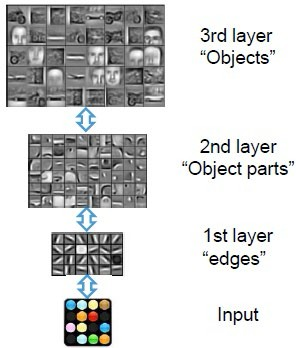 3rd layer
“Objects”
2nd layer
“Object parts”
1st layer
“edges”
Input